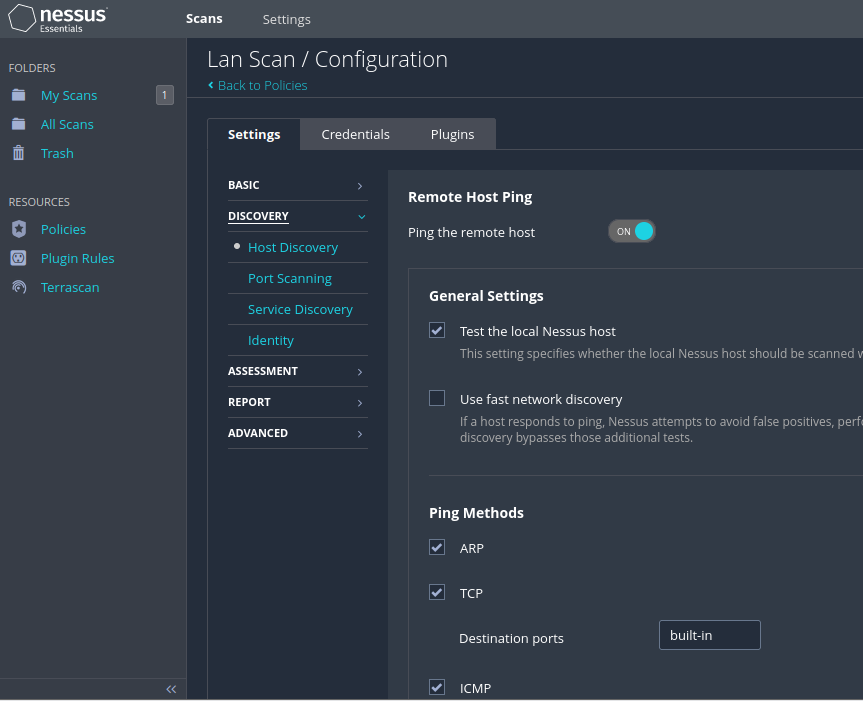 nessus
Essentials
Scans
Settings
FOLDERS
My Scans
1
All Scans
Trash
RESOURCES
Policies
Plugin Rules
Terrascan
Lan Scan / Configuration
Back to Policies
Settings
Credentials
Plugins
BASIC
DISCOVERY
Host Discovery
Port Scanning
Service Discovery
Identity
ASSESSMENT
REPORT
ADVANCED
Remote Host Ping
Ping the remote host
ON
General Settings
Test the local Nessus host
This setting specifies whether the local Nessus host should be scanned
Use fast network discovery
If a host responds to ping, Nessus attempts to avoid false positives,
discovery bypasses those additional tests.
Ping Methods
ARP
TCP
Destination ports
built-in
ICMP